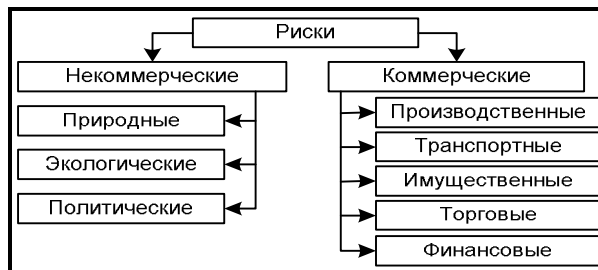 Риски
Некоммерческие
Природные
Экологические
Политические
Коммерческие
Производственные
Транспортные
Имущественные
Торговые
Финансовые